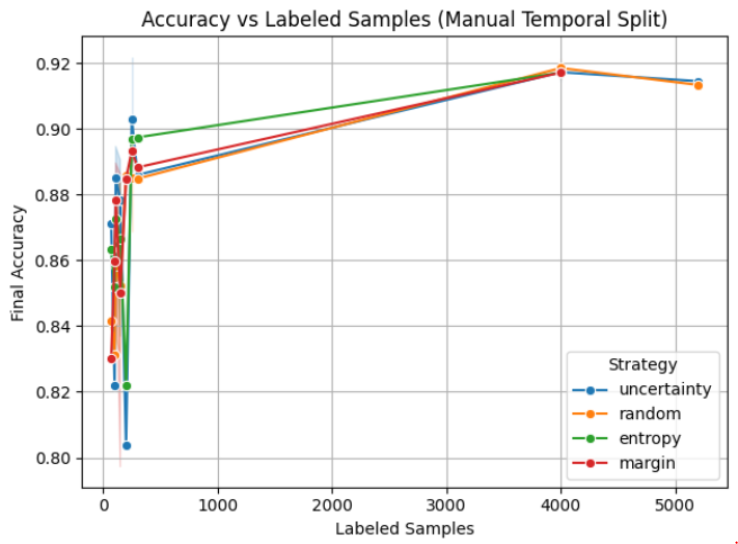 Accuracy vs Labeled Samples (Manual Temporal Split)
Final Accuracy
0.92
0.90
0.88
0.86
0.84
0.82
0.80
0
1000
2000
3000
4000
5000
Labeled Samples
Strategy
uncertainty
random
entropy
margin